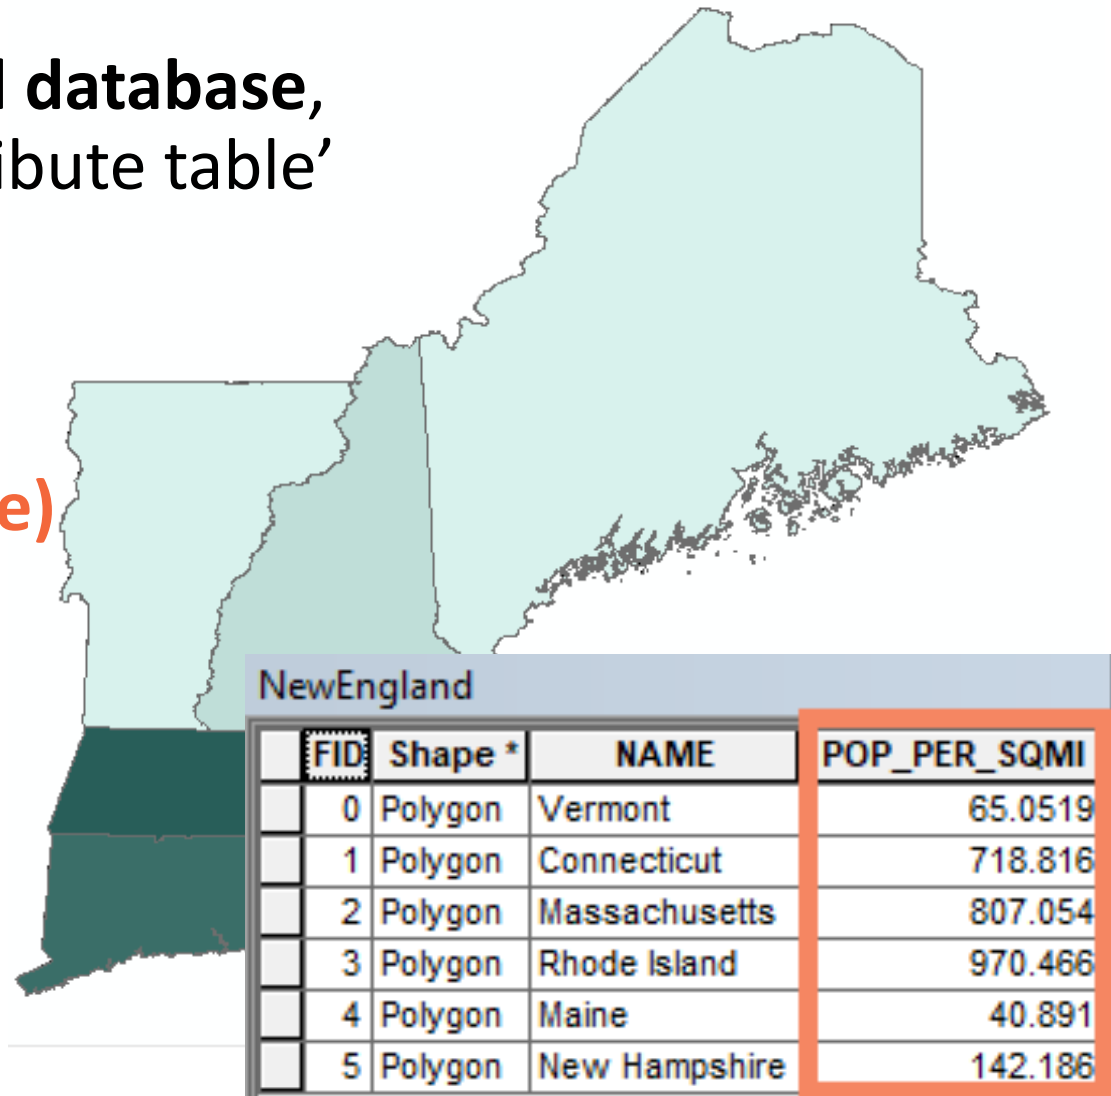 database,
ibute table’
e)
NewEngland
FID Shape * NAME POP_PER_SQMI
0 Polygon Vermont 65.0519
1 Polygon Connecticut 718.816
2 Polygon Massachusetts 807.054
3 Polygon Rhode Island 970.466
4 Polygon Maine 40.891
5 Polygon New Hampshire 142.186